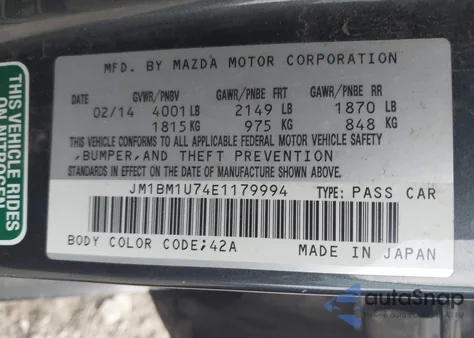 MFD. BY MAZDA MOTOR CORPORATION
DATE GVWR/PNBV GAWR/PNBE FRT GAWR/PNBE RR
02/14 4001 LB 2149 LB 1870 LB
1815 KG 975 KG 848 KG
THIS VEHICLE CONFORMS TO ALL APPLICABLE FEDERAL MOTOR VEHICLE SAFETY
,BUMPER,AND THEFT PREVENTION
STANDARDS IN EFFECT ON THE DATE OF MANUFACTURE SHOWN ABOVE.
JM1BM1U74E1179994 TYPE: PASS CAR
BODY COLOR CODE;42A MADE IN JAPAN
THIS VEHICLE RIDES
ON NITROGEN
autoSnap